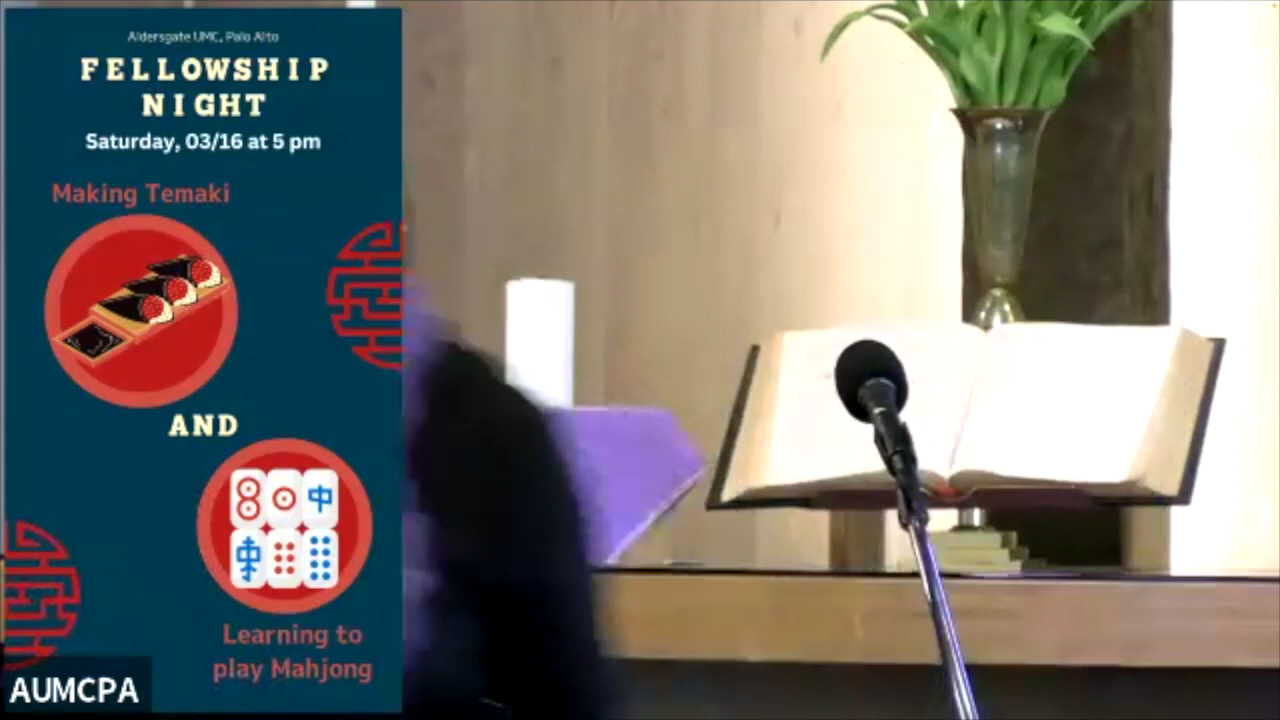 Aldersgate UMC, Palo Alto
FELLOWSHIP
NIGHT
Saturday, 03/16 at 5 pm
Making Temaki
AND
中
Learning to
play Mahjong
AUMCPA